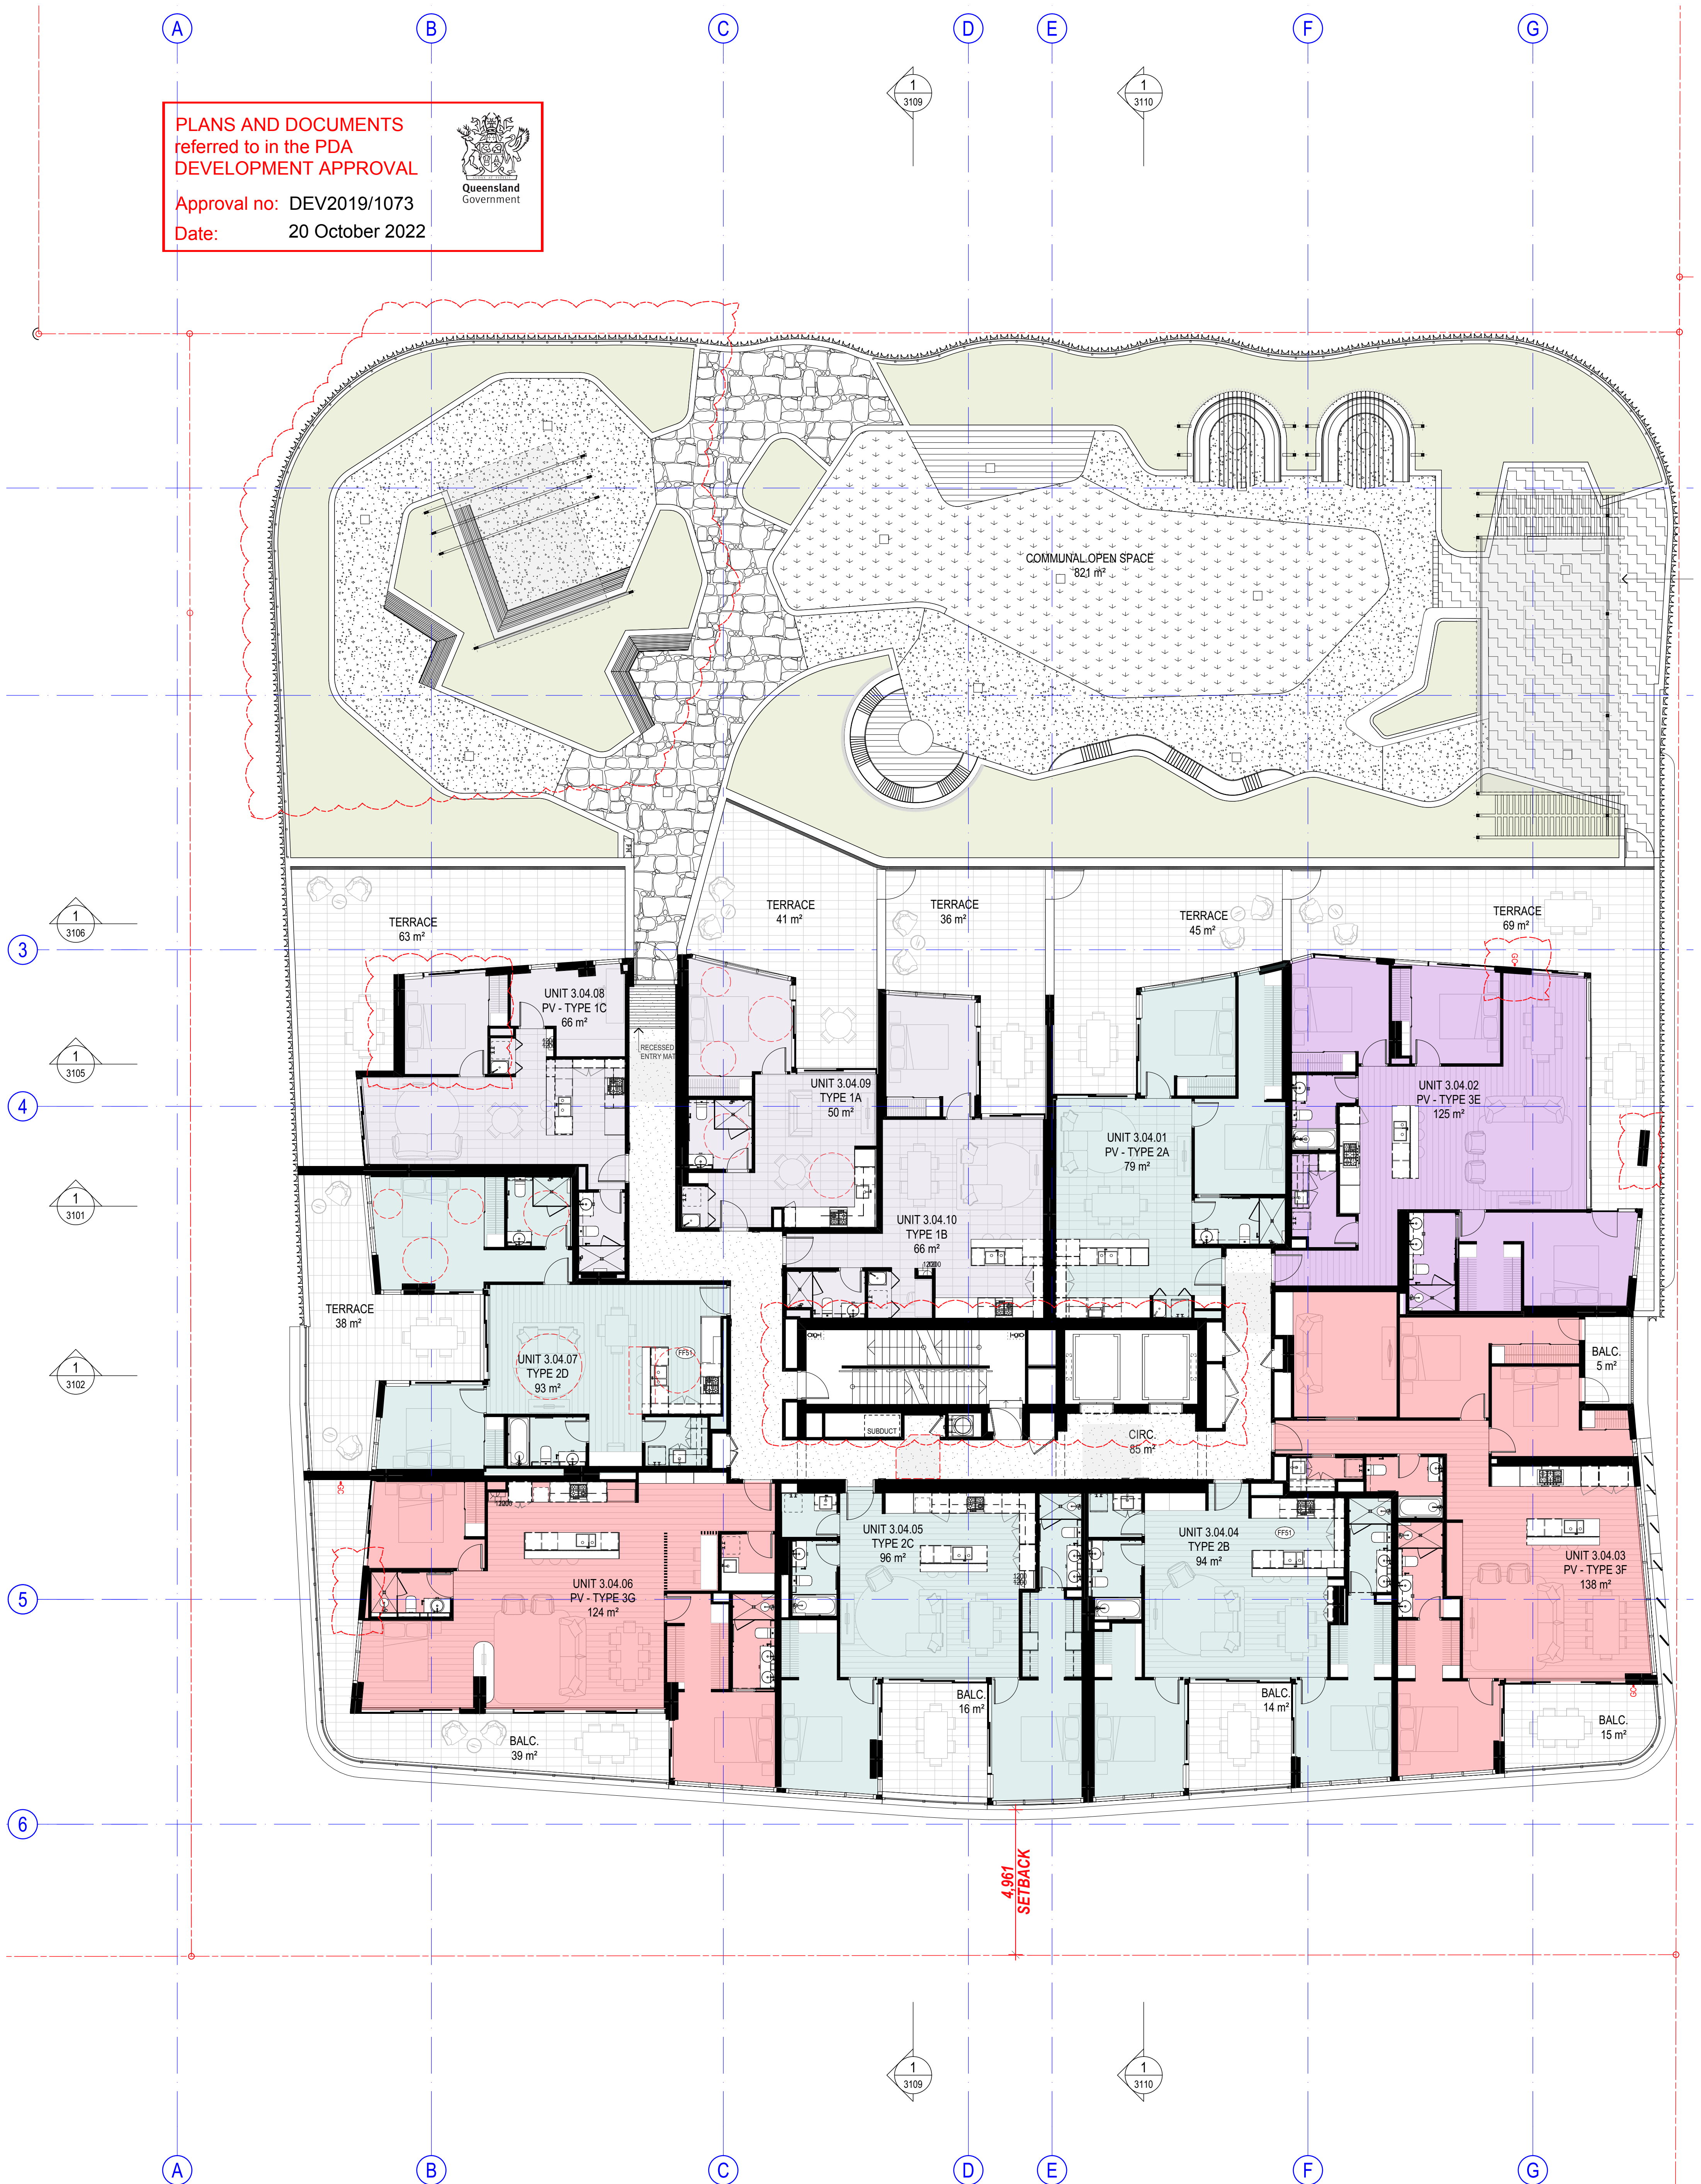 A
B
C
D
E
F
G
1
3109
1
3110
PLANS AND DOCUMENTS
referred to in the PDA
DEVELOPMENT APPROVAL
Queensland
Government
Approval no: DEV2019/1073
Date: 20 October 2022
COMMUNAL OPEN SPACE
821 m²
1
3106
3
TERRACE
63 m²
TERRACE
41 m²
TERRACE
36 m²
TERRACE
45 m²
TERRACE
69 m²
GC
UNIT 3.04.08
PV - TYPE 1C
66 m²
RECESSED
ENTRY MAT
1
3105
4
UNIT 3.04.09
TYPE 1A
50 m²
UNIT 3.04.02
PV - TYPE 3E
125 m²
UNIT 3.04.01
PV - TYPE 2A
79 m²
1
3101
UNIT 3.04.10
TYPE 1B
66 m²
TERRACE
38 m²
UNIT 3.04.07
TYPE 2D
93 m²
FF51
BALC.
5 m²
1
3102
SUBDUCT
CIRC.
85 m²
GC
UNIT 3.04.05
TYPE 2C
96 m²
UNIT 3.04.04
TYPE 2B
94 m²
FF51
UNIT 3.04.03
PV - TYPE 3F
138 m²
5
UNIT 3.04.06
PV - TYPE 3G
124 m²
GC
BALC.
16 m²
BALC.
14 m²
BALC.
15 m²
BALC.
39 m²
6
4,961
SETBACK
1
3109
1
3110
A
B
C
D
E
F
G